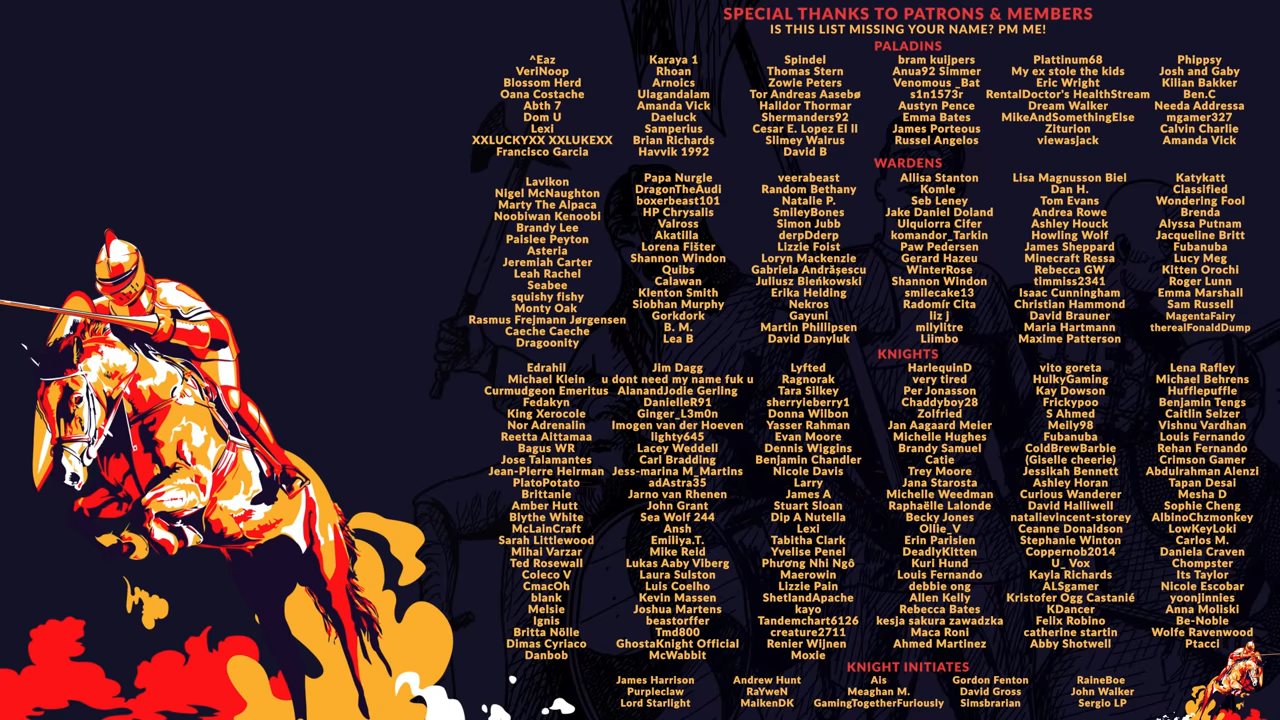 SPECIAL THANKS TO PATRONS & MEMBERS
IS THIS LIST MISSING YOUR NAME? PM ME!
PALADINS
^Eaz
VeriNoop
Blossom Herd
Oana Costache
Abth 7
Dom U
Lexi
XXLUCKYXX XXLUKEXX
Francisco Garcia
Karaya 1
Rhoan
Arnoics
Ulagandalam
Amanda Vick
Daeluck
Samperius
Brian Richards
Havvik 1992
Spindel
Thomas Stern
Zowie Peters
Tor Andreas Aasebø
Halldor Thormar
Shermanders92
Cesar E. Lopez El II
Slimey Walrus
David B
bram kuijpers
Anua92 Simmer
Venomous _Bat
s1n1573r
Austyn Pence
Emma Bates
James Porteous
Russel Angelos
Plattinum68
My ex stole the kids
Eric Wright
RentalDoctor's HealthStream
Dream Walker
MikeAndSomethingElse
Ziturion
viewasjack
Phippsy
Josh and Gaby
Kilian Bakker
Ben.C
Needa Addressa
mgamer327
Calvin Charlie
Amanda Vick
WARDENS
Lavikon
Nigel McNaughton
Marty The Alpaca
Noobiwan Kenoobi
Brandy Lee
Paislee Peyton
Asteria
Jeremiah Carter
Leah Rachel
Seabee
squishy fishy
Monty Oak
Rasmus Frejmann Jørgensen
Caeche Caeche
Dragoonity
Papa Nurgle
DragonTheAudi
boxerbeast101
HP Chrysalis
Valross
Akatilla
Lorena Fišter
Shannon Windon
Quibs
Calawan
Klenton Smith
Siobhan Murphy
Gorkdork
B. M.
Lea B
veerabeast
Random Bethany
Natalie P.
SmileyBones
Simon Jubb
derpDderp
Lizzie Foist
Loryn Mackenzie
Gabriela Andrășescu
Juliusz Bieńkowski
Erika Heiding
Nekros
Gayuni
Martin Phillipsen
David Danyluk
Allisa Stanton
Komle
Seb Leney
Jake Daniel Doland
Ulquiorra Cifer
komandor_Tarkin
Paw Pedersen
Gerard Hazeu
WinterRose
Shannon Windon
smilecake13
Radomír Cita
liz j
milylitre
Llimbo
Lisa Magnusson Biel
Dan H.
Tom Evans
Andrea Rowe
Ashley Houck
Howling Wolf
James Sheppard
Minecraft Ressa
Rebecca GW
timmiss2341
Isaac Cunningham
Christian Hammond
David Brauner
Maria Hartmann
Maxime Patterson
Katykatt
Classified
Wondering Fool
Brenda
Alyssa Putnam
Jacqueline Britt
Fubanuba
Lucy Meg
Kitten Orochi
Roger Lunn
Emma Marshall
Sam Russell
MagentaFairy
therealFonaldDump
KNIGHTS
Edrahil
Michael Klein
Curmudgeon Emeritus
Fedakyn
King Xerocole
Nor Adrenalin
Reetta Aittamaa
Bagus WR
Jose Talamantes
Jean-Pierre Heirman
PlatoPotato
Brittanie
Amber Hutt
Blythe White
McLainCraft
Sarah Littlewood
Mihai Varzar
Ted Rosewall
Coleco V
CmacOh
blank
Melsie
Ignis
Britta Nölle
Dimas Cyriaco
Danbob
Jim Dagg
u dont need my name fuk u
AlanandJodie Gerling
DanielleR91
Ginger_L3m0n
Imogen van der Hoeven
lighty645
Lacey Weddell
Carl Bradding
Jess-marina M_Martins
adAstra35
Jarno van Rhenen
John Grant
Sea Wolf 244
Ansh
Emiliya.T.
Mike Reid
Lukas Aaby Viberg
Laura Sulston
Luis Coelho
Kevin Massen
Joshua Martens
beastorffer
Tmd800
GhostaKnight Official
McWabbit
Lyfted
Ragnorak
Tara Silkey
sherryleberry1
Donna Wilbon
Yasser Rahman
Evan Moore
Dennis Wiggins
Benjamin Chandler
Nicole Davis
Larry
James A
Stuart Sloan
Dip A Nutella
Lexi
Tabitha Clark
Yvelise Penel
Phương Nhi Ngô
Maerowin
Lizzie Pain
ShetlandApache
kayo
Tandemchart6126
creature2711
Renier Wijnen
Moxie
HarlequinD
very tired
Per Jonasson
Chaddyboy28
Zolfried
Jan Aagaard Meier
Michelle Hughes
Brandy Samuel
Catie
Trey Moore
Jana Starosta
Michelle Weedman
Raphaëlle Lalonde
Becky Jones
Ollie_V
Erin Parisien
DeadlyKitten
Kuri Hund
Louis Fernando
debbie ong
Allen Kelly
Rebecca Bates
kesja sakura zawadzka
Maca Roni
Ahmed Martinez
vito goreta
HulkyGaming
Kay Dowson
Frickypoo
S Ahmed
Meily98
Fubanuba
ColdBrewBarbie
(Giselle cheerie)
Jessikah Bennett
Ashley Horan
Curious Wanderer
David Halliwell
natalievincent-storey
Ceanne Donaldson
Stephanie Winton
Coppernob2014
U_ Vox
Kayla Richards
ALSgamer
Kristofer Ogg Castanié
KDancer
Felix Robino
catherine startin
Abby Shotwell
Lena Rafley
Michael Behrens
Hufflepuffle
Benjamin Tengs
Caitlin Selzer
Vishnu Vardhan
Louis Fernando
Rehan Fernando
Crimson Gamer
Abdulrahman Alenzi
Tapan Desai
Mesha D
Sophie Cheng
AlbinoChzmonkey
LowKeyLoki
Carlos M.
Daniela Craven
Chompster
Its Taylor
Nicole Escobar
yoonjinnies
Anna Moliski
Be-Noble
Wolfe Ravenwood
Ptacci
KNIGHT INITIATES
James Harrison
Purpleclaw
Lord Starlight
Andrew Hunt
RaYweN
MaikenDK
Ais
Meaghan M.
GamingTogetherFuriously
Gordon Fenton
David Gross
Simsbrarian
RaineBoe
John Walker
Sergio LP